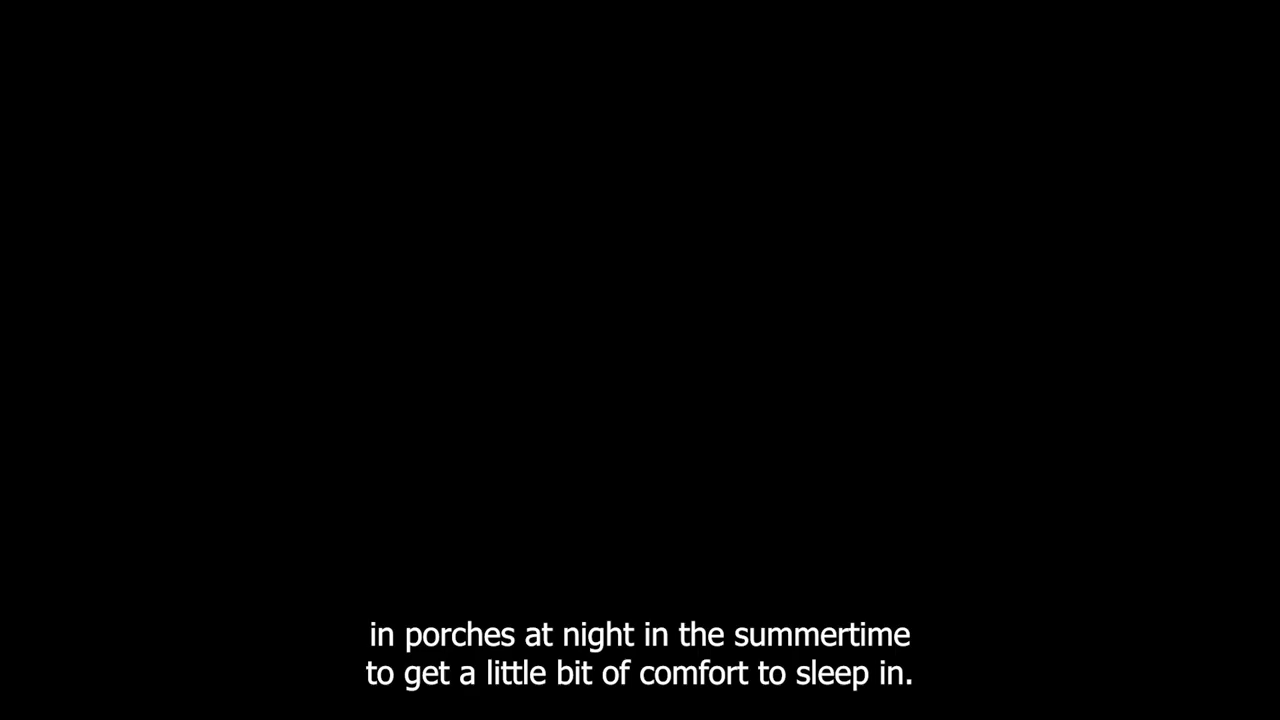 in porches at night in the summertime
to get a little bit of comfort to sleep in.